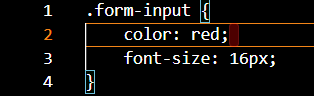 1 .form-input {
2     color: red;
3     font-size: 16px;
4 }